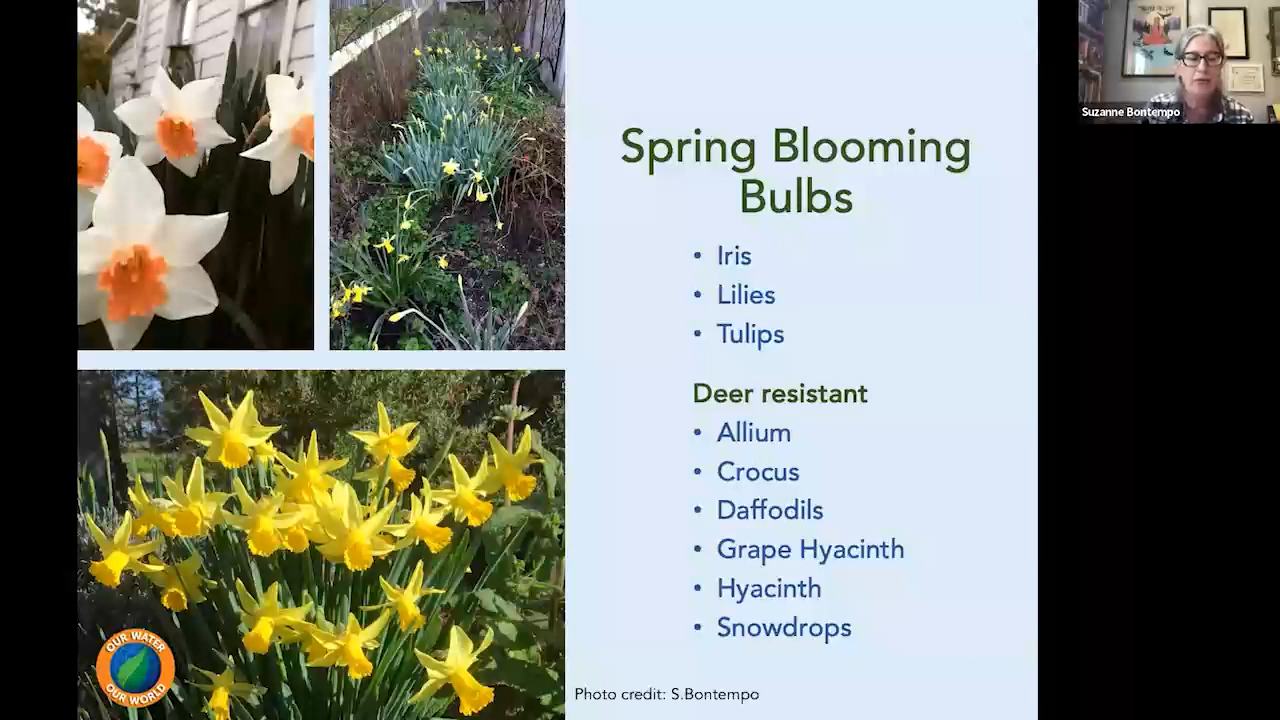 Spring Blooming
Bulbs
• Iris
• Lilies
• Tulips
Deer resistant
• Allium
• Crocus
• Daffodils
• Grape Hyacinth
• Hyacinth
• Snowdrops
Photo credit: S.Bontempo
OUR WATER
OUR WORLD
Suzanne Bontempo